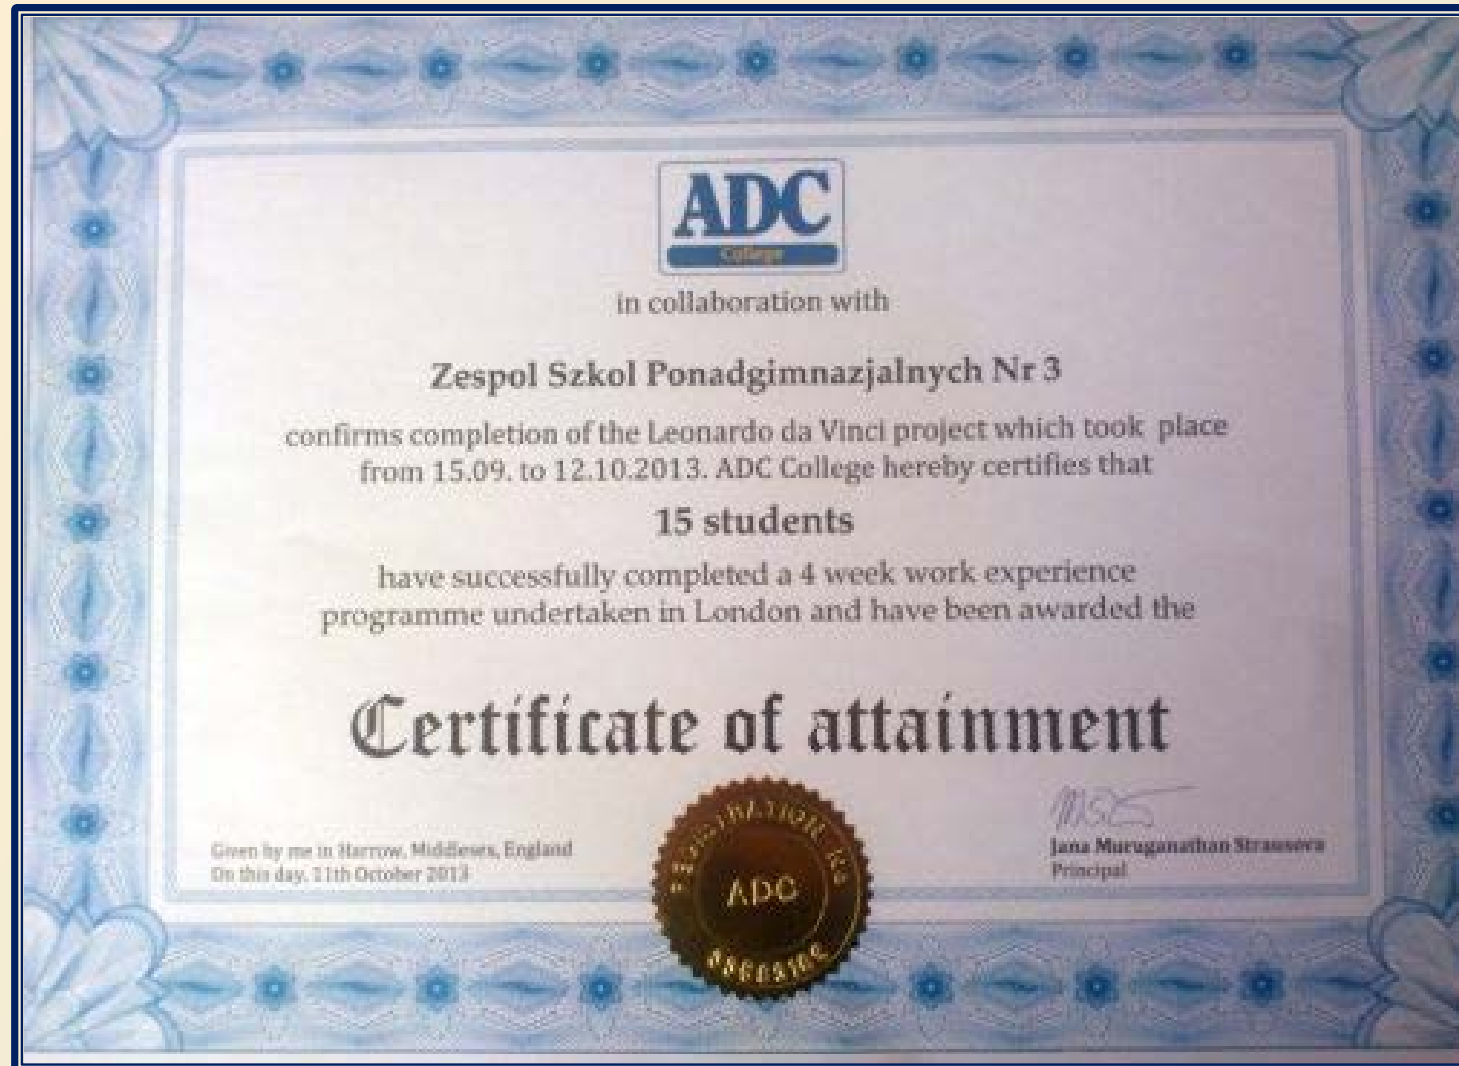 ADC
College
in collaboration with
Zespol Szkol Ponadgimnazjalnych Nr 3
confirms completion of the Leonardo da Vinci project which took place
from 15.09. to 12.10.2013. ADC College hereby certifies that
15 students
have successfully completed a 4 week work experience
programme undertaken in London and have been awarded the
Certificate of attainment
Given by me in Harrow, Middlesex, England
On this day, 11th October 2013
Jana Muruganathan Strausova
Principal
ADC